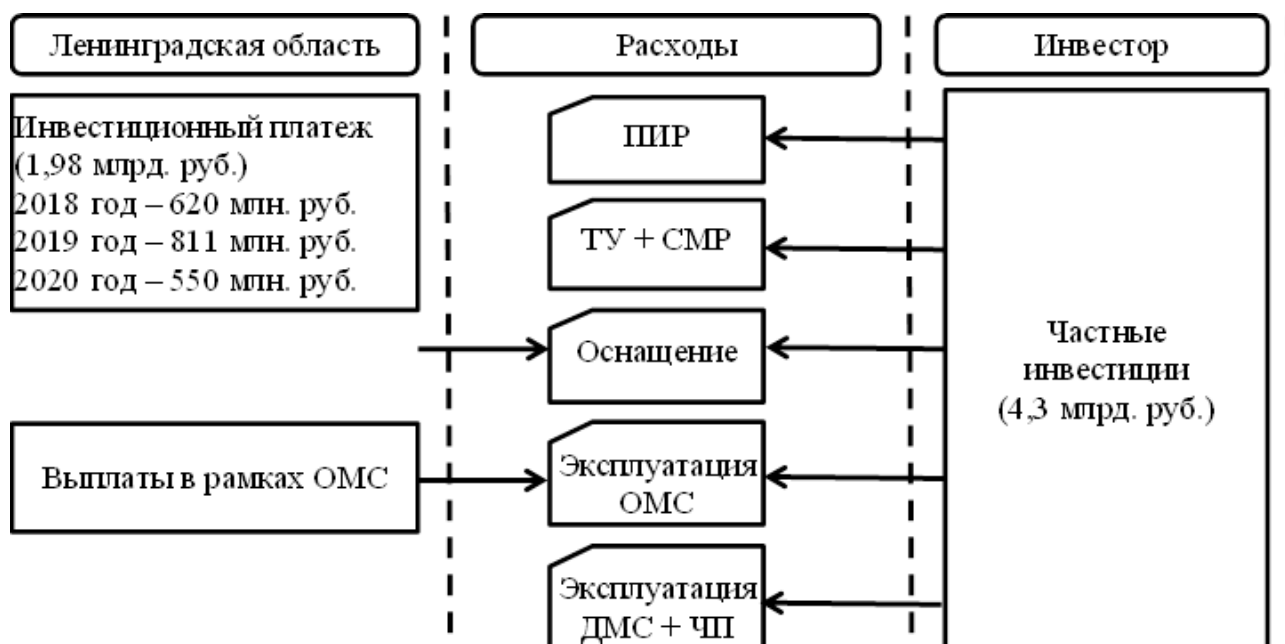 Ленинградская область
Расходы
Инвестор
Инвестиционный платеж
(1,98 млрд. руб.)
2018 год – 620 млн. руб.
2019 год – 811 млн. руб.
2020 год – 550 млн. руб.
Выплаты в рамках ОМС
ПИР
ТУ + СМР
Оснащение
Эксплуатация
ОМС
Эксплуатация
ДМС + ЧП
Частные
инвестиции
(4,3 млрд. руб.)